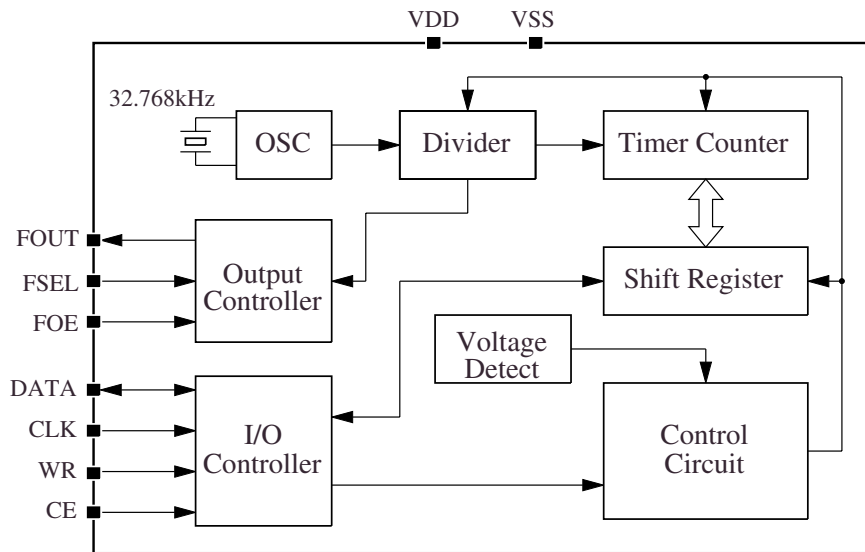 VDD
VSS
32.768kHz
OSC
Divider
Timer Counter
FOUT
FSEL
FOE
Output
Controller
Shift Register
Voltage
Detect
DATA
CLK
WR
CE
I/O
Controller
Control
Circuit